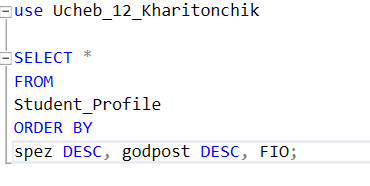 use Ucheb_12_Kharitonchik
SELECT *
FROM
Student_Profile
ORDER BY
spez DESC, godpost DESC, FIO;